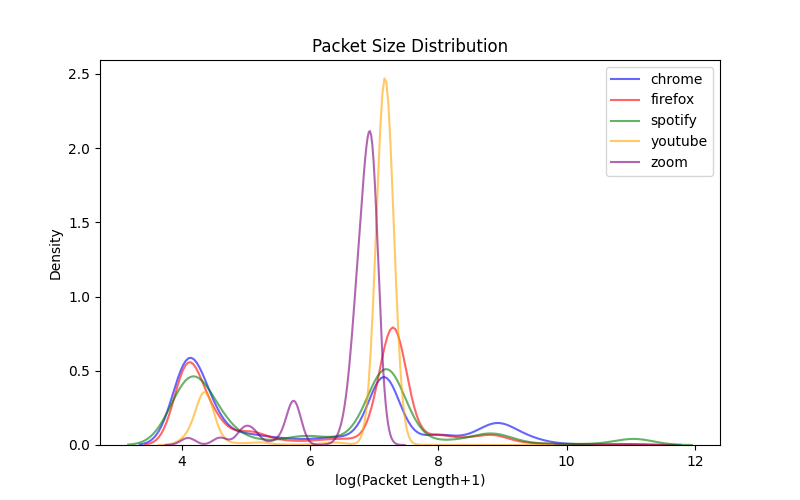 Packet Size Distribution
2.5
2.0
1.5
1.0
0.5
0.0
Density
chrome
firefox
spotify
youtube
zoom
4 6 8 10 12
log(Packet Length+1)